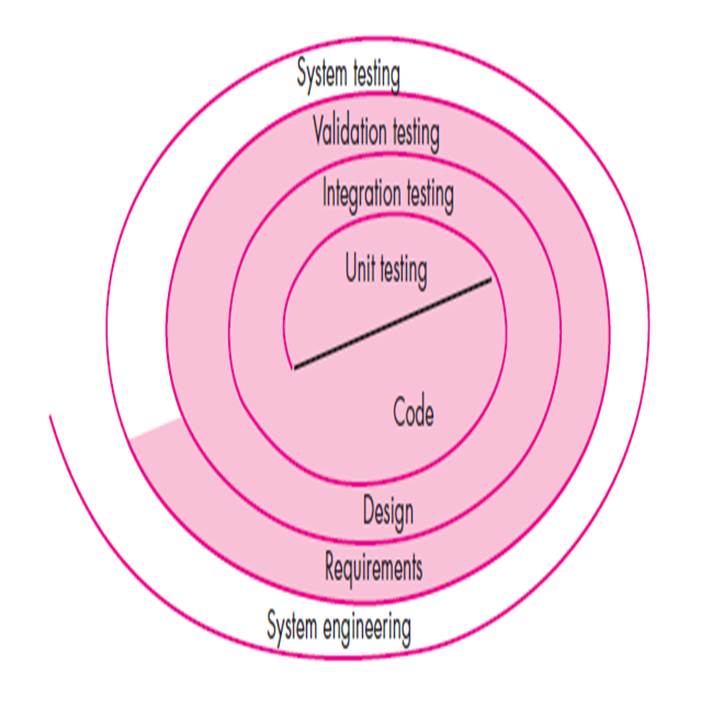 System testing
Validation testing
Integration testing
Unit testing
Code
Design
Requirements
System engineering